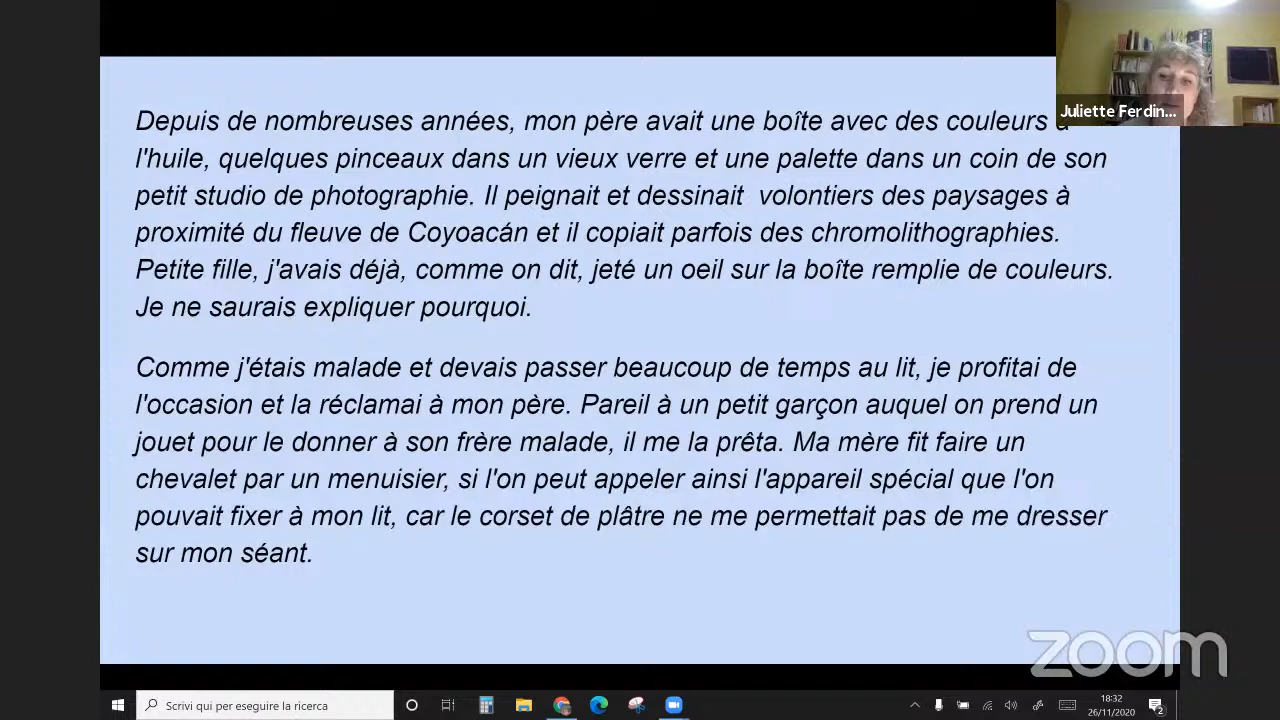 Depuis de nombreuses années, mon père avait une boîte avec des couleurs à
l'huile, quelques pinceaux dans un vieux verre et une palette dans un coin de son
petit studio de photographie. Il peignait et dessinait  volontiers des paysages à
proximité du fleuve de Coyoacán et il copiait parfois des chromolithographies.
Petite fille, j'avais déjà, comme on dit, jeté un oeil sur la boîte remplie de couleurs.
Je ne saurais expliquer pourquoi.
Comme j'étais malade et devais passer beaucoup de temps au lit, je profitai de
l'occasion et la réclamai à mon père. Pareil à un petit garçon auquel on prend un
jouet pour le donner à son frère malade, il me la prêta. Ma mère fit faire un
chevalet par un menuisier, si l'on peut appeler ainsi l'appareil spécial que l'on
pouvait fixer à mon lit, car le corset de plâtre ne me permettait pas de me dresser
sur mon séant.
Juliette Ferdin...
zoom
Scrivi qui per eseguire la ricerca
18:32
26/11/2020
2